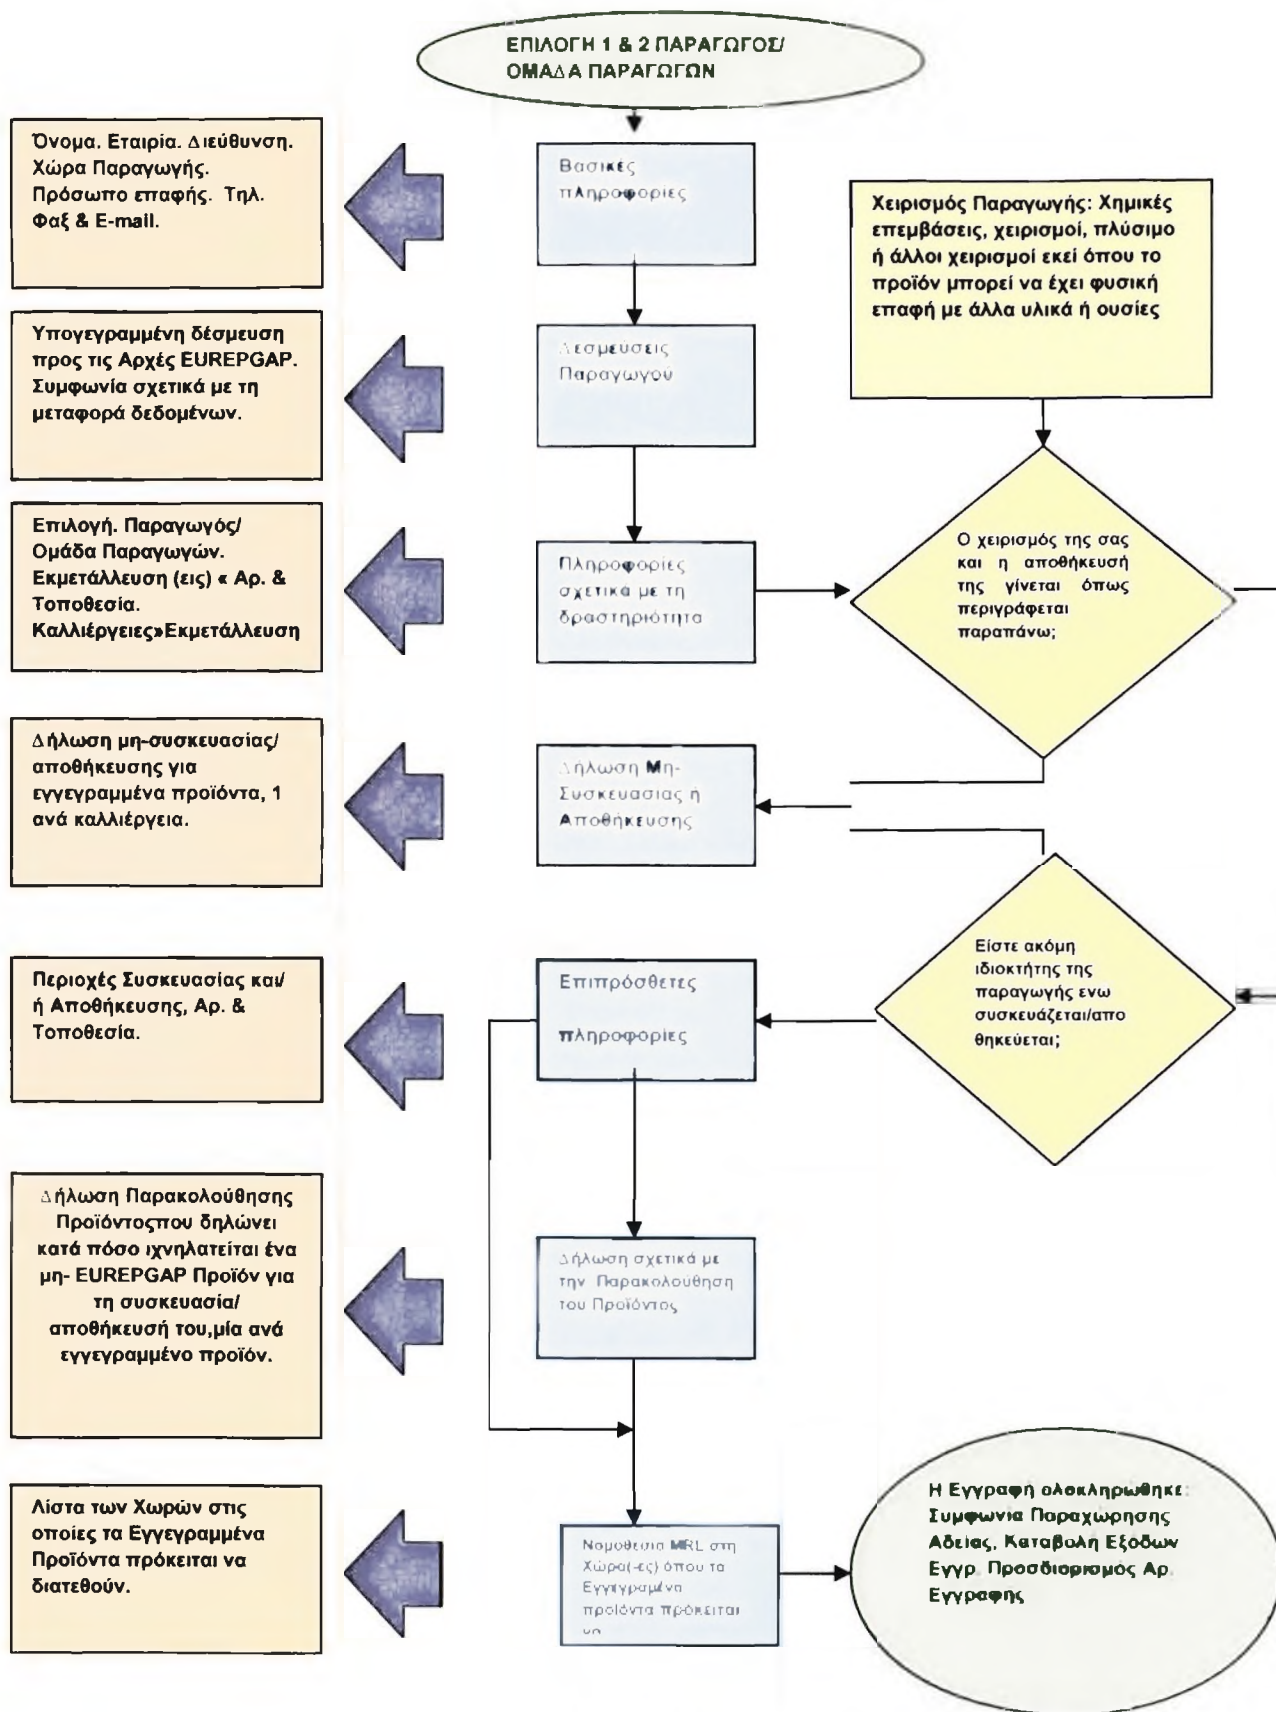 ΕΠΙΛΟΓΗ 1 & 2 ΠΑΡΑΓΩΓΟΣ/
ΟΜΑΔΑ ΠΑΡΑΓΩΓΩΝ
Όνομα. Εταιρία. Διεύθυνση.
Χώρα Παραγωγής.
Πρόσωπο επαφής. Τηλ.
Φαξ & E-mail.
Βασικές
πληροφορίες
Χειρισμός Παραγωγής: Χημικές
επεμβάσεις, χειρισμοί, πλύσιμο
ή άλλοι χειρισμοί εκεί όπου το
προϊόν μπορεί να έχει φυσική
επαφή με άλλα υλικά ή ουσίες
Υπογεγραμμένη δέσμευση
προς τις Αρχές EUREPGAP.
Συμφωνία σχετικά με τη
μεταφορά δεδομένων.
Δεσμεύσεις
Παραγωγού
Επιλογή. Παραγωγός/
Ομάδα Παραγωγών.
Εκμετάλλευση (εις) « Αρ. &
Τοποθεσία.
Καλλιέργειες»Εκμετάλλευση
Πληροφορίες
σχετικά με τη
δραστηριότητα
Ο χειρισμός της σας
και η αποθήκευσή
της γίνεται όπως
περιγράφεται
παραπάνω;
Δήλωση μη-συσκευασίας/
αποθήκευσης για
εγγεγραμμένα προϊόντα, 1
ανά καλλιέργεια.
Δήλωση Μη-
Συσκευασίας ή
Αποθήκευσης
Περιοχές Συσκευασίας και/
ή Αποθήκευσης, Αρ. &
Τοποθεσία.
Επιπρόσθετες
πληροφορίες
Είστε ακόμη
ιδιοκτήτης της
παραγωγής ενω
συσκευάζεται/απο
θηκεύεται;
Δήλωση Παρακολούθησης
Προϊόντοςπου δηλώνει
κατά πόσο ιχνηλατείται ένα
μη- EUREPGAP Προϊόν για
τη συσκευασία/
αποθήκευσή του,μία ανά
εγγεγραμμένο προϊόν.
Δήλωση σχετικά με
την Παρακολούθηση
του Προϊόντος
Λίστα των Χωρών στις
οποίες τα Εγγεγραμμένα
Προϊόντα πρόκειται να
διατεθούν.
Νομοθεσία MRL στη
Χώρα(-ες) όπου τα
Εγγεγραμένα
προϊόντα πρόκειται
να
Η Εγγραφή ολοκληρώθηκε:
Συμφωνία Παραχώρησης
Αδείας, Καταβολή Εξόδων
Εγγρ. Προσδιορισμός Αρ.
Εγγραφης